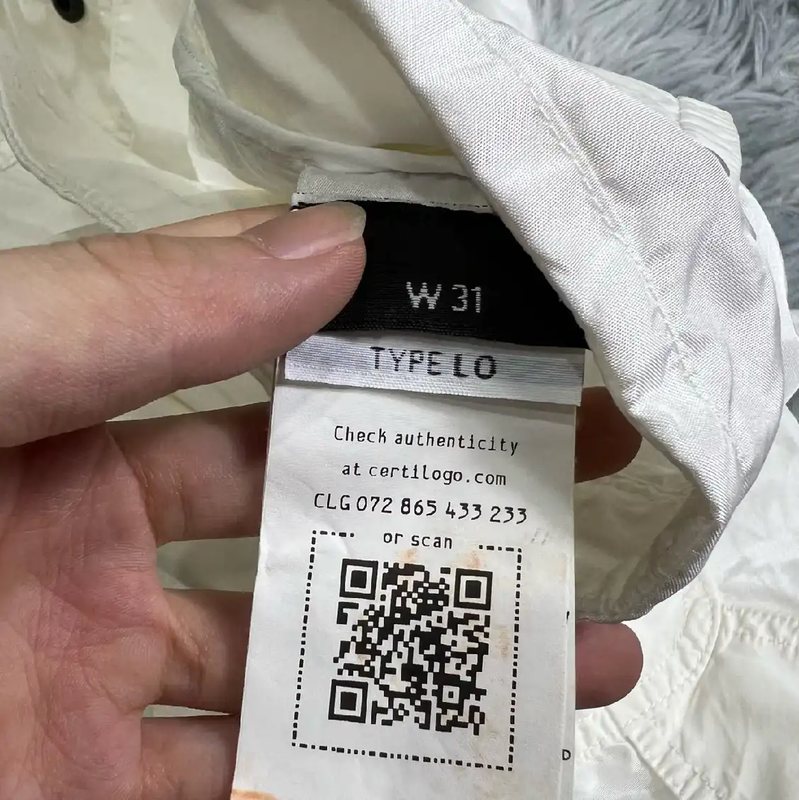 W 31
TYPE LO
Check authenticity
at certilogo.com
CLG 072 865 433 233
or scan
D